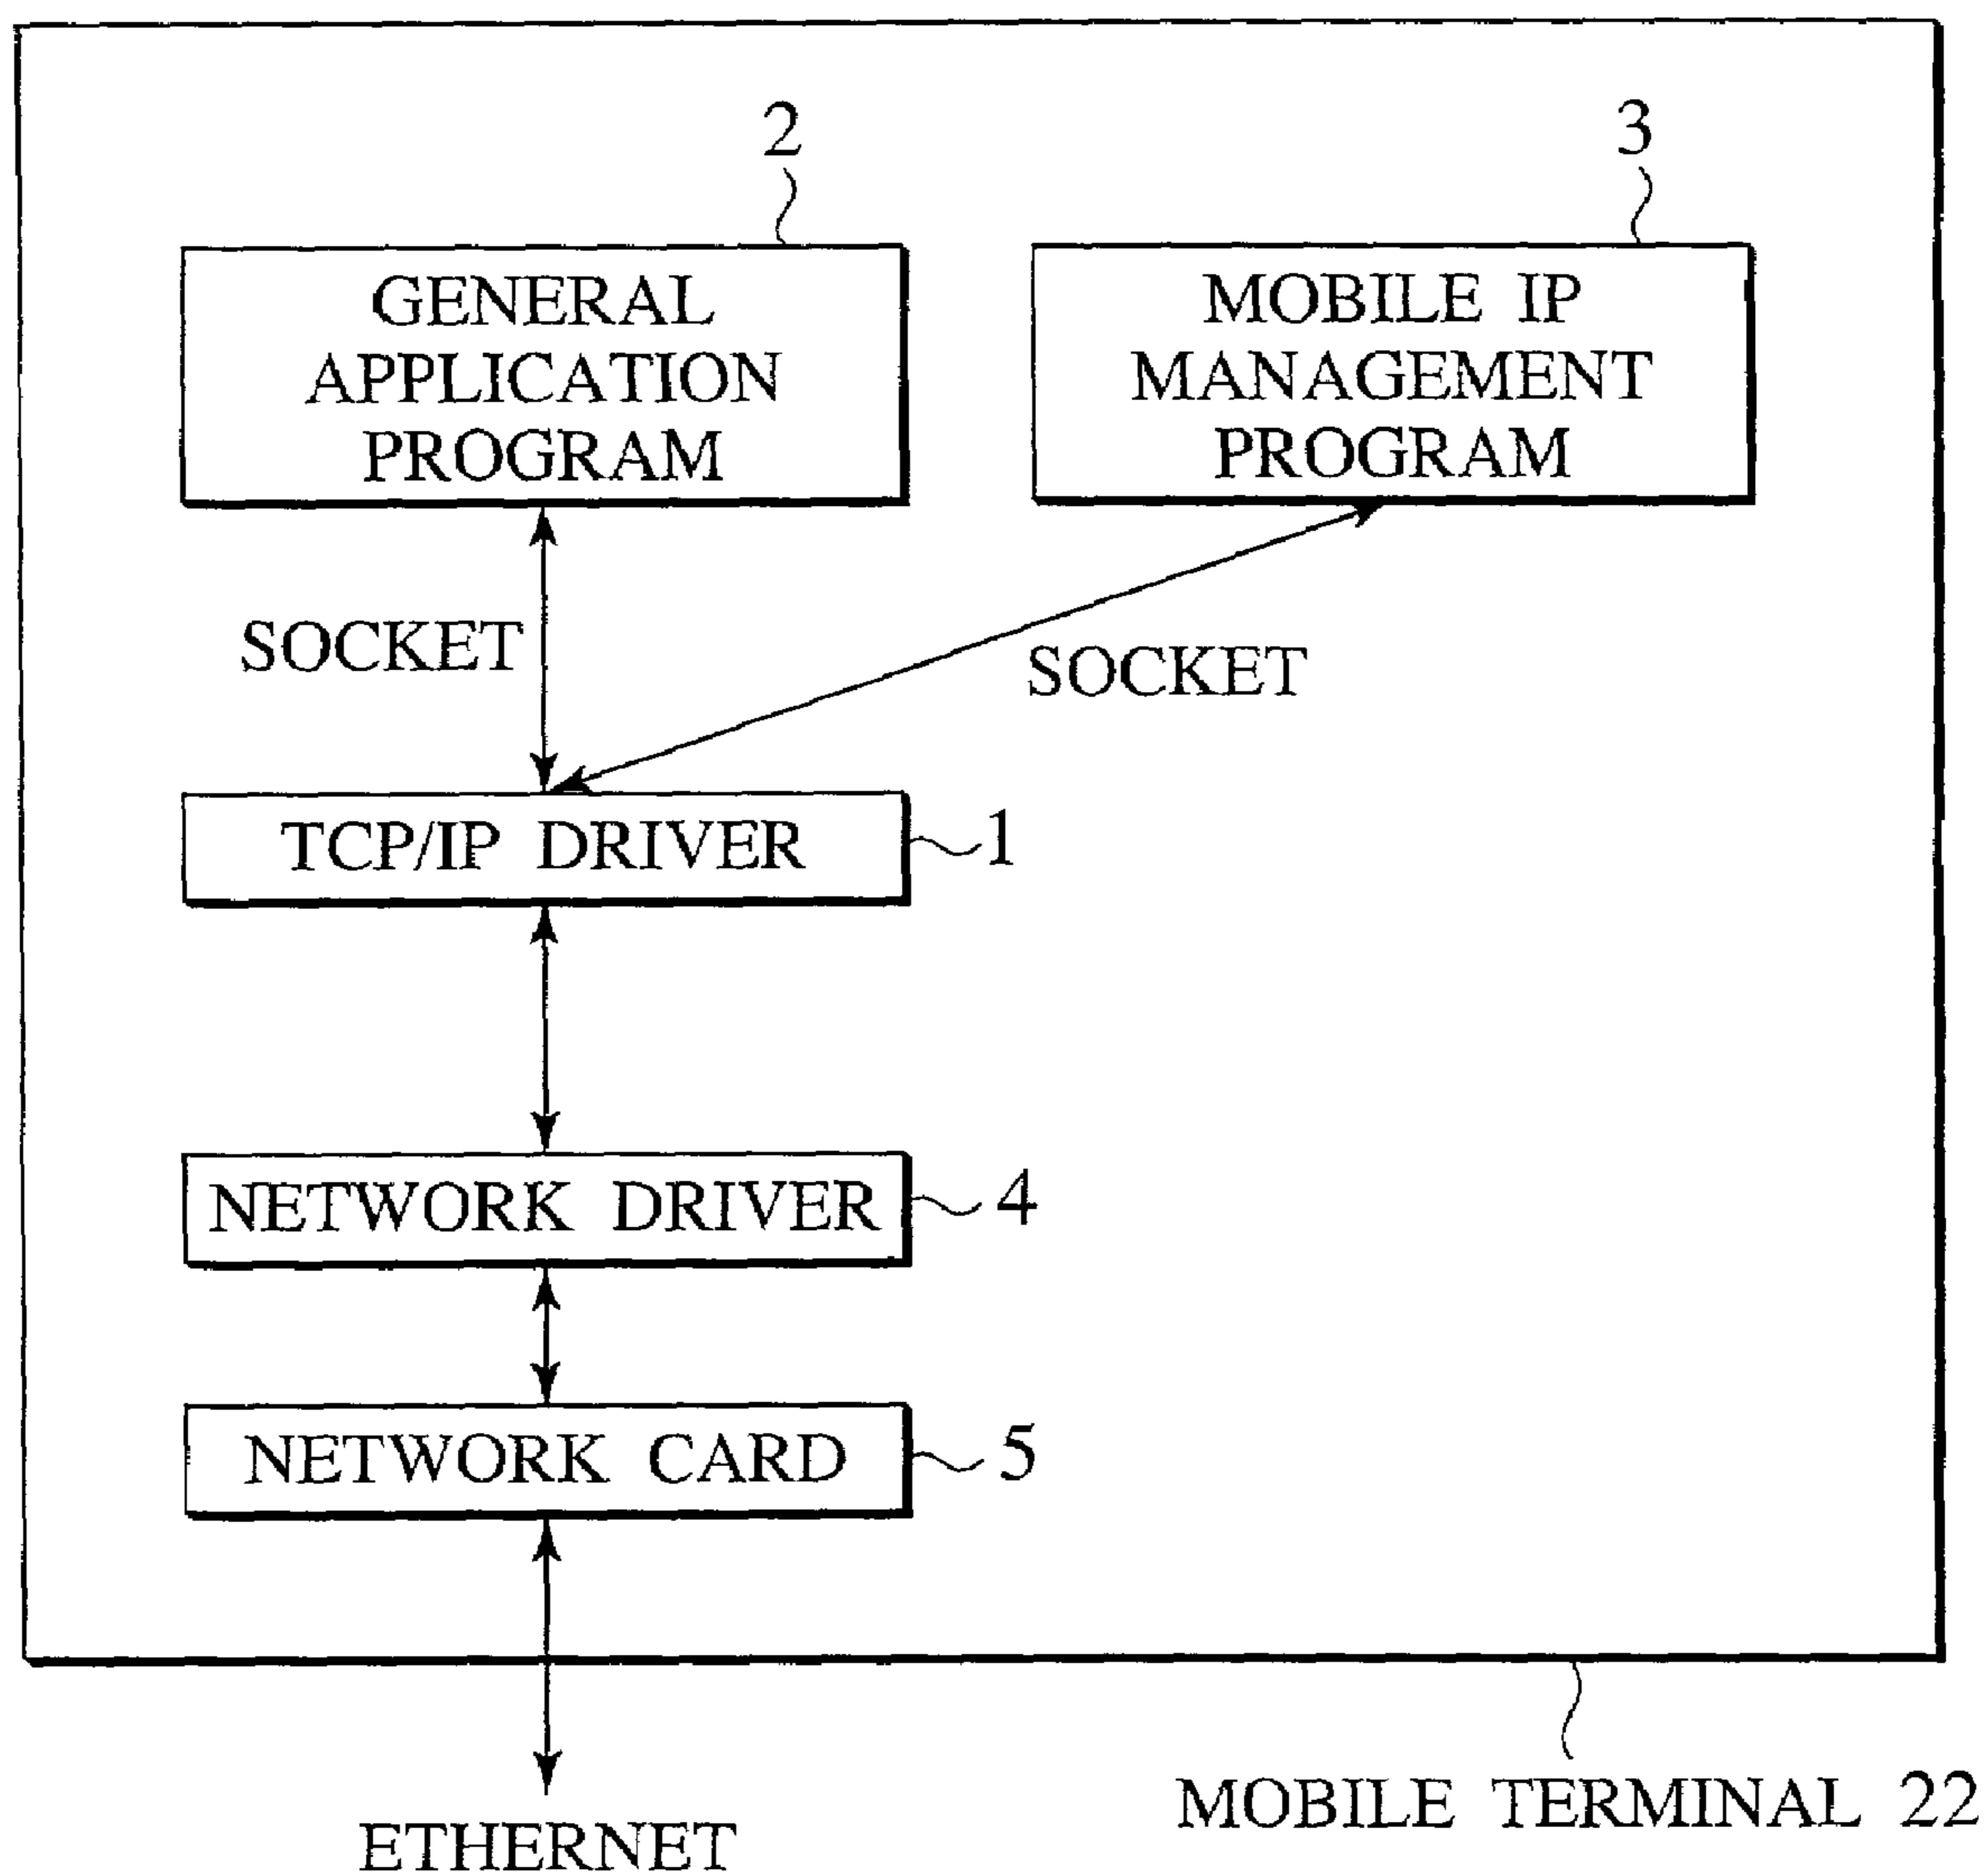 2
3
GENERAL
APPLICATION
PROGRAM
MOBILE IP
MANAGEMENT
PROGRAM
SOCKET
SOCKET
TCP/IP DRIVER
1
NETWORK DRIVER
4
NETWORK CARD
5
MOBILE TERMINAL 22
ETHERNET